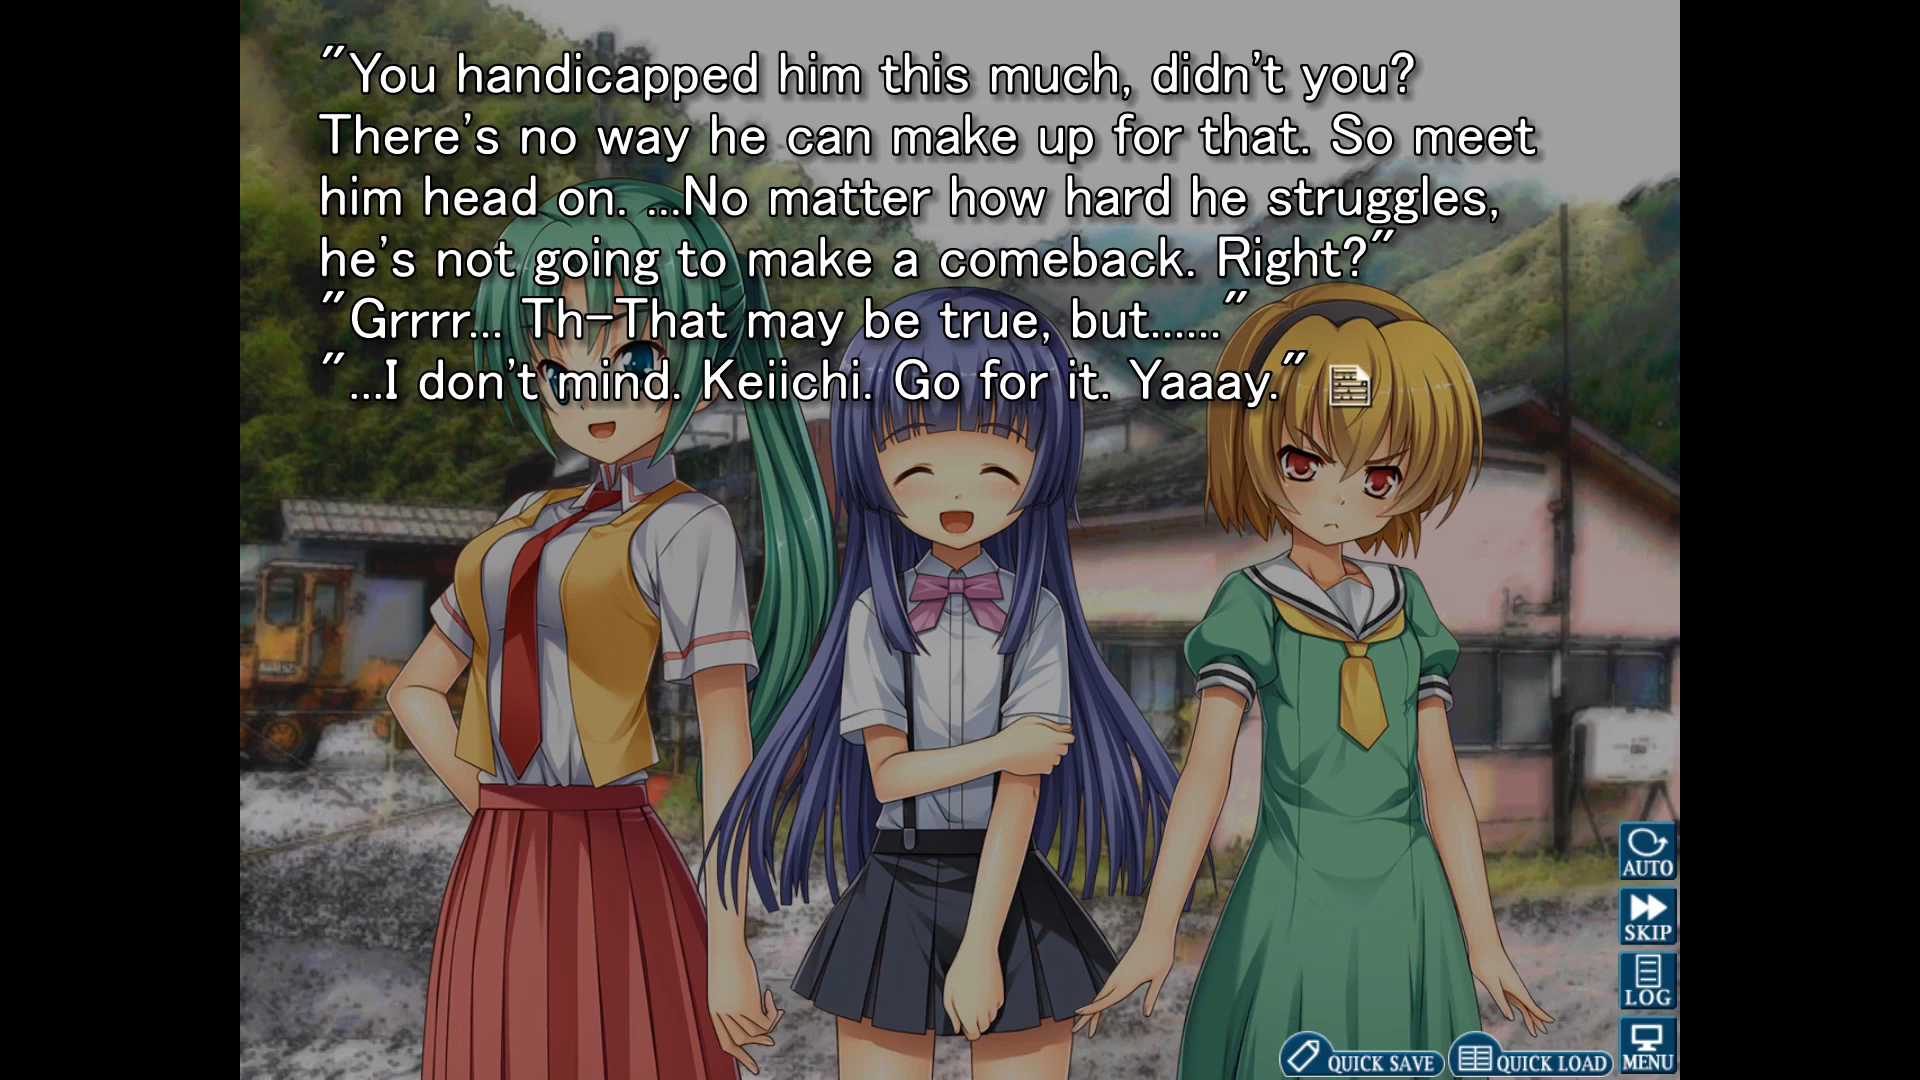 "You handicapped him this much, didn't you?
There's no way he can make up for that. So meet
him head on. ...No matter how hard he struggles,
he's not going to make a comeback. Right?"
"Grrrr... Th-That may be true, but......"
"...I don't mind. Keiichi. Go for it. Yaaay."
AUTO
SKIP
LOG
MENU
QUICK SAVE
QUICK LOAD